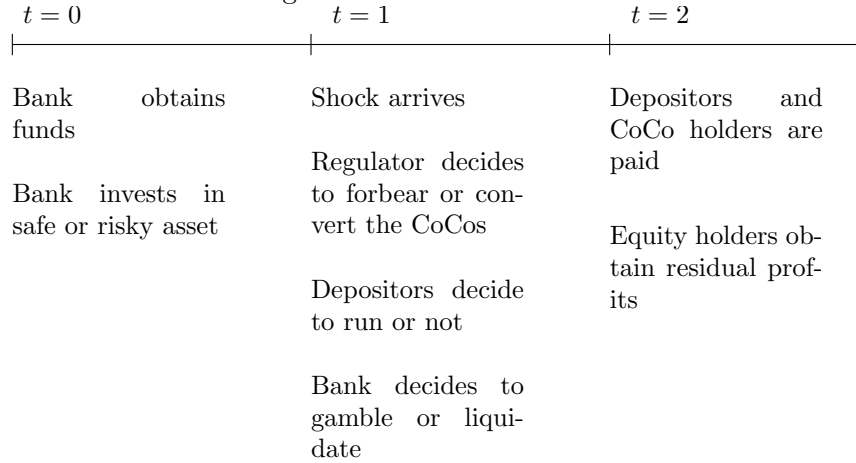 t = 0
t = 1
t = 2
Bank obtains
funds
Bank invests in
safe or risky asset
Shock arrives
Regulator decides
to forbear or con-
vert the CoCos
Depositors decide
to run or not
Bank decides to
gamble or liqui-
date
Depositors and
CoCo holders are
paid
Equity holders ob-
tain residual prof-
its